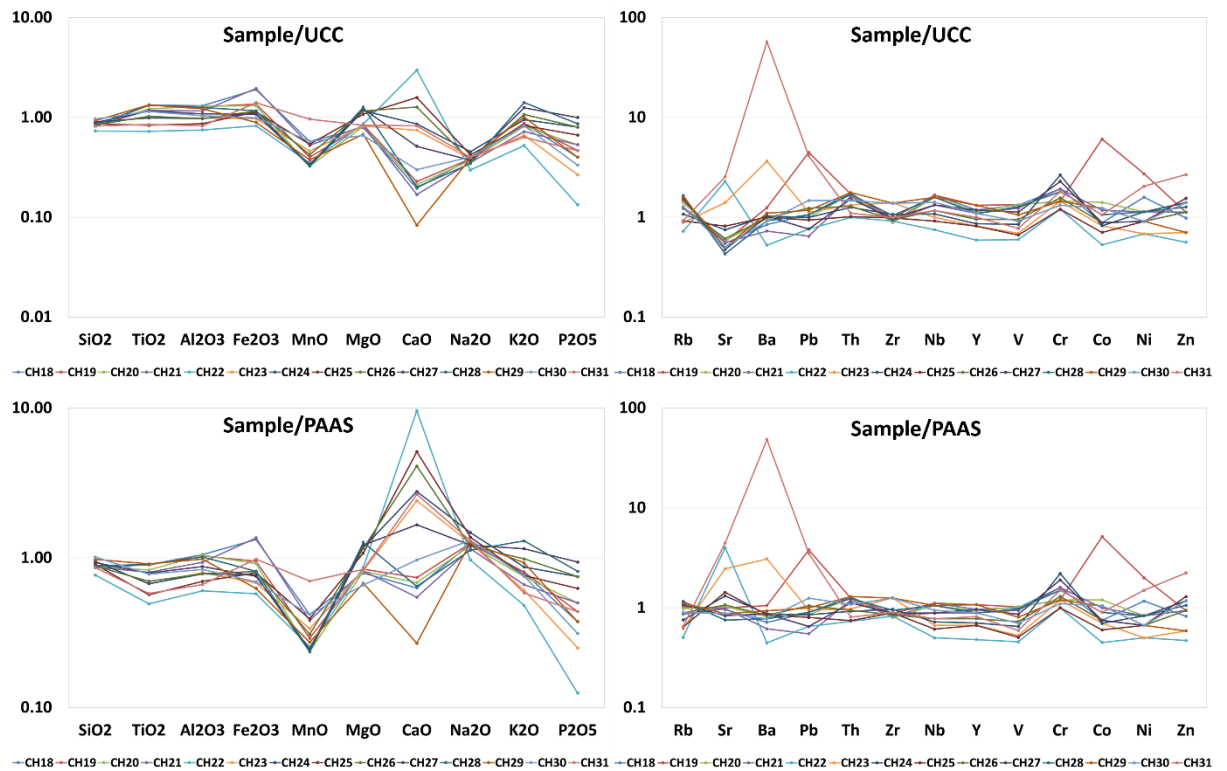 Sample/UCC
10.00
1.00
0.10
0.01
SiO2 TiO2 Al2O3 Fe2O3 MnO MgO CaO Na2O K2O P2O5
CH18 CH19 CH20 CH21 CH22 CH23 CH24 CH25 CH26 CH27 CH28 CH29 CH30 CH31
Sample/UCC
100
10
1
0.1
Rb Sr Ba Pb Th Zr Nb Y V Cr Co Ni Zn
CH18 CH19 CH20 CH21 CH22 CH23 CH24 CH25 CH26 CH27 CH28 CH29 CH30 CH31
Sample/PAAS
10.00
1.00
0.10
SiO2 TiO2 Al2O3 Fe2O3 MnO MgO CaO Na2O K2O P2O5
CH18 CH19 CH20 CH21 CH22 CH23 CH24 CH25 CH26 CH27 CH28 CH29 CH30 CH31
Sample/PAAS
100
10
1
0.1
Rb Sr Ba Pb Th Zr Nb Y V Cr Co Ni Zn
CH18 CH19 CH20 CH21 CH22 CH23 CH24 CH25 CH26 CH27 CH28 CH29 CH30 CH31